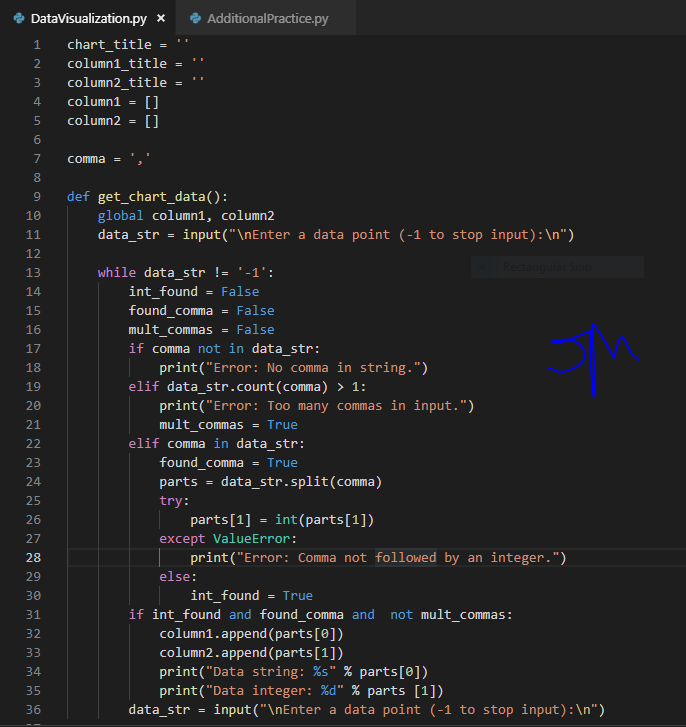 DataVisualization.py × AdditionalPractice.py
1 chart_title = ''
2 column1_title = ''
3 column2_title = ''
4 column1 = []
5 column2 = []
6
7 comma = ','
8
9 def get_chart_data():
10 global column1, column2
11 data_str = input("\nEnter a data point (-1 to stop input):\n")
12
13 while data_str != '-1':
14 int_found = False
15 found_comma = False
16 mult_commas = False
17 if comma not in data_str:
18 print("Error: No comma in string.")
19 elif data_str.count(comma) > 1:
20 print("Error: Too many commas in input.")
21 mult_commas = True
22 elif comma in data_str:
23 found_comma = True
24 parts = data_str.split(comma)
25 try:
26 parts[1] = int(parts[1])
27 except ValueError:
28 print("Error: Comma not followed by an integer.")
29 else:
30 int_found = True
31 if int_found and found_comma and  not mult_commas:
32 column1.append(parts[0])
33 column2.append(parts[1])
34 print("Data string: %s" % parts[0])
35 print("Data integer: %d" % parts [1])
36 data_str = input("\nEnter a data point (-1 to stop input):\n")
Rectangular Snip